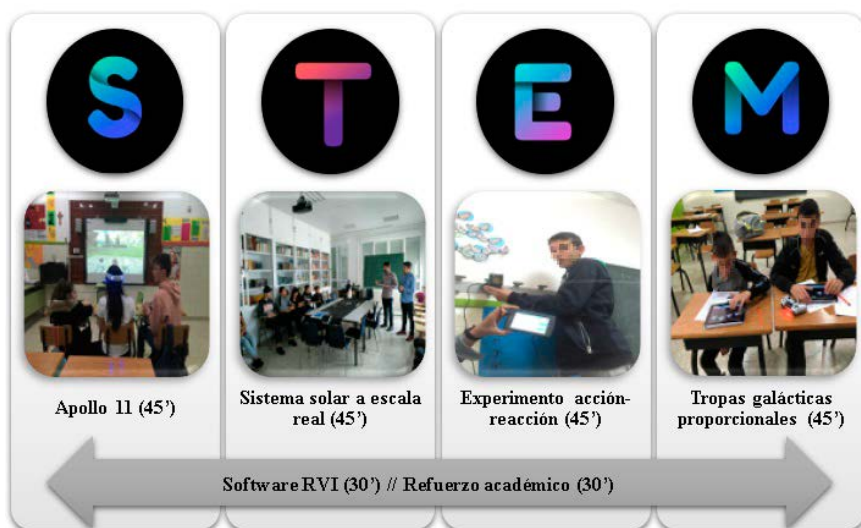 S
T
E
M
Apollo 11 (45’)
Sistema solar a escala
real (45’)
Experimento acción-
reacción (45’)
Tropas galácticas
proporcionales (45’)
Software RVI (30’) // Refuerzo académico (30’)